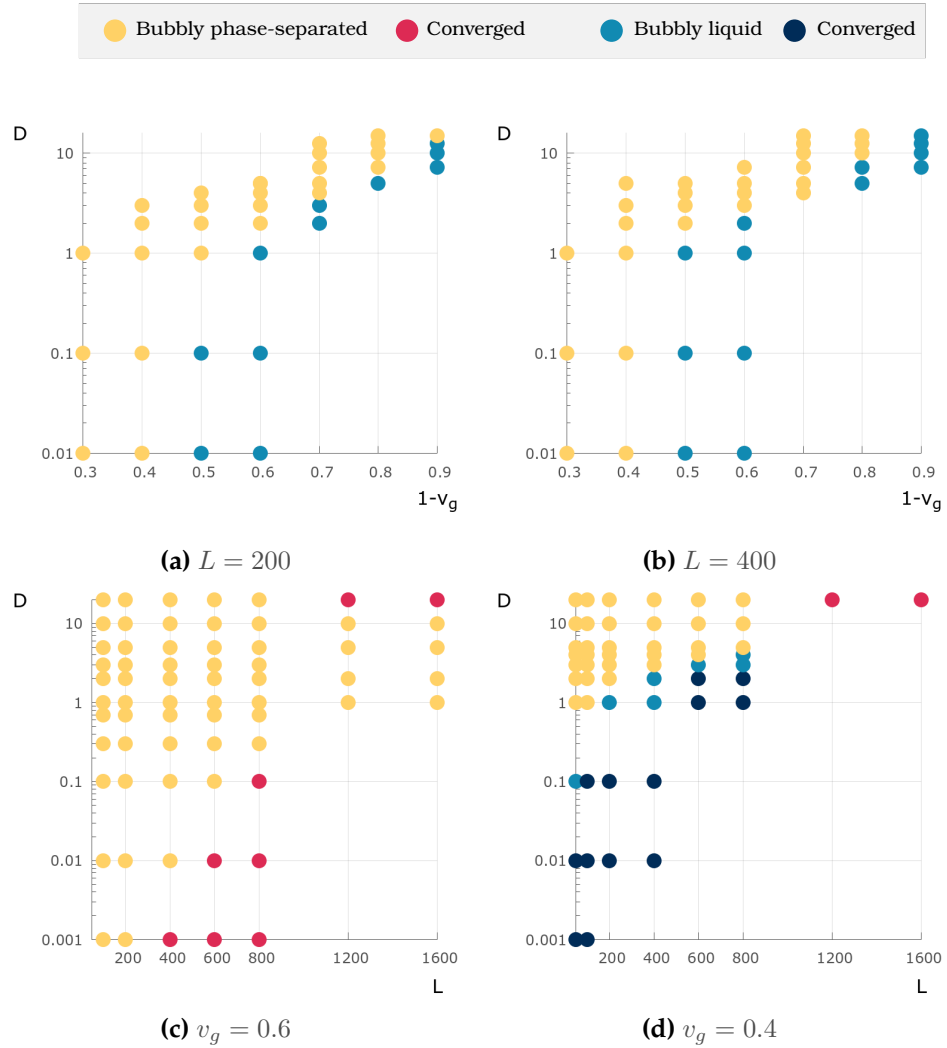 Bubbly phase-separated Converged Bubbly liquid Converged
D D
10 10
1 1
0.1 0.1
0.01 0.01
0.3 0.4 0.5 0.6 0.7 0.8 0.9 0.3 0.4 0.5 0.6 0.7 0.8 0.9
1-v_g 1-v_g
(a) L = 200 (b) L = 400
D D
10 10
1 1
0.1 0.1
0.01 0.01
0.001 0.001
200 400 600 800 1200 1600 200 400 600 800 1200 1600
L L
(c) v_g = 0.6 (d) v_g = 0.4